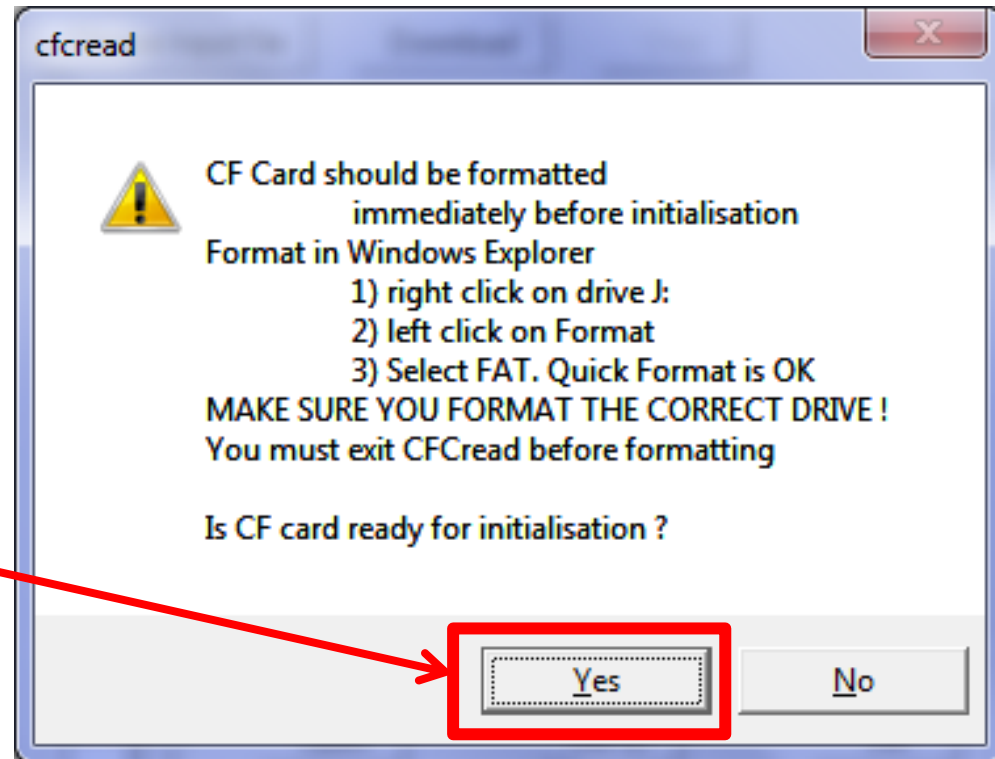 cfcread
CF Card should be formatted
immediately before initialisation
Format in Windows Explorer
1) right click on drive J:
2) left click on Format
3) Select FAT. Quick Format is OK
MAKE SURE YOU FORMAT THE CORRECT DRIVE !
You must exit CFCread before formatting
Is CF card ready for initialisation ?
Yes
No